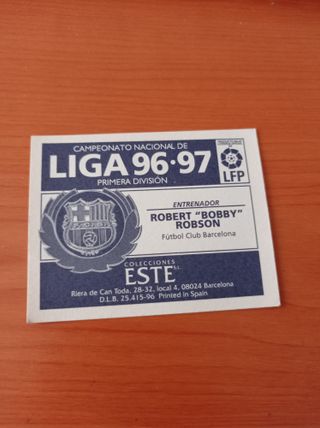 CAMPEONATO NACIONAL DE
LIGA 96·97
PRIMERA DIVISIÓN
LFP
ENTRENADOR
ROBERT "BOBBY"
ROBSON
Fútbol Club Barcelona
COLECCIONES
ESTE S.L.
Riera de Can Toda, 28-32, local 4, 08024 Barcelona
D.L.B. 25.415-96 Printed in Spain